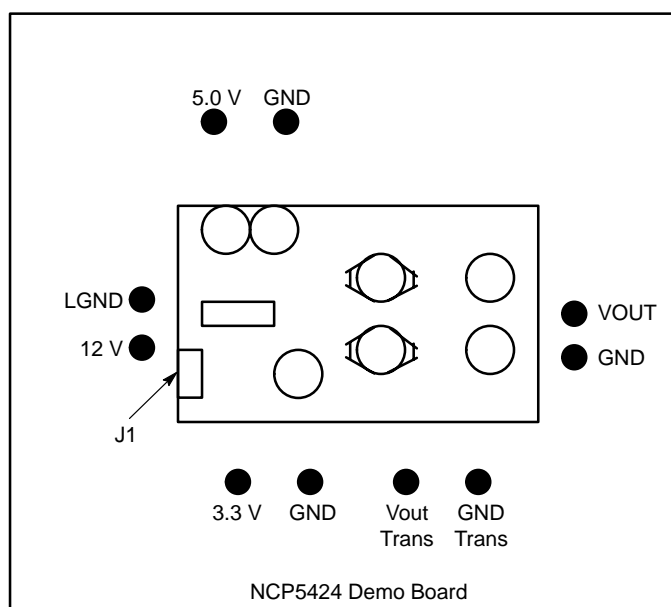 5.0 V GND
LGND
VOUT
12 V
GND
J1
3.3 V GND Vout Trans GND Trans
NCP5424 Demo Board